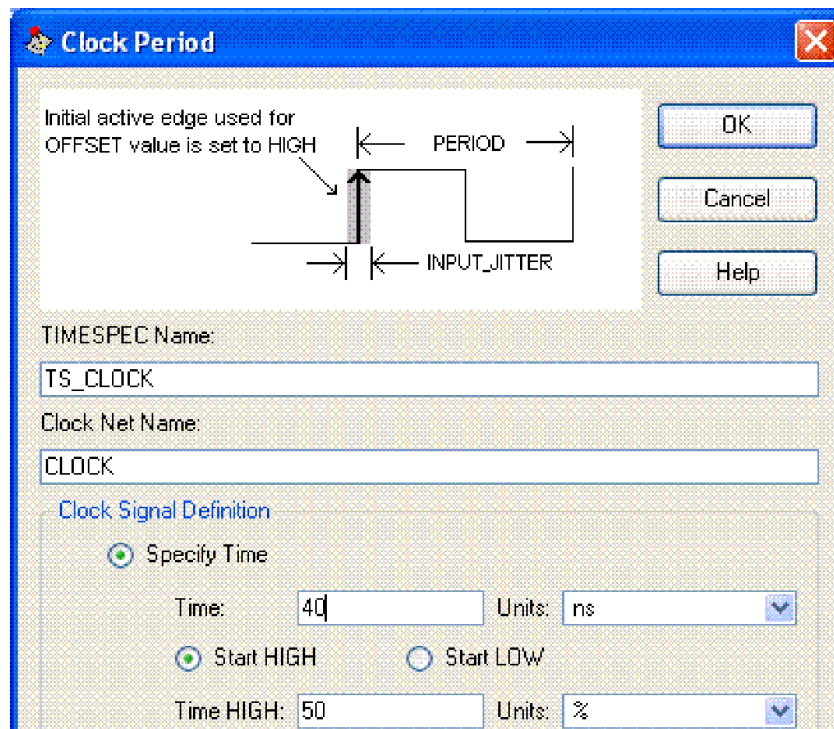 Clock Period
Initial active edge used for
OFFSET value is set to HIGH
PERIOD
INPUT_JITTER
OK
Cancel
Help
TIMESPEC Name:
TS_CLOCK
Clock Net Name:
CLOCK
Clock Signal Definition
Specify Time
Time: 40 Units: ns
Start HIGH Start LOW
Time HIGH: 50 Units: %